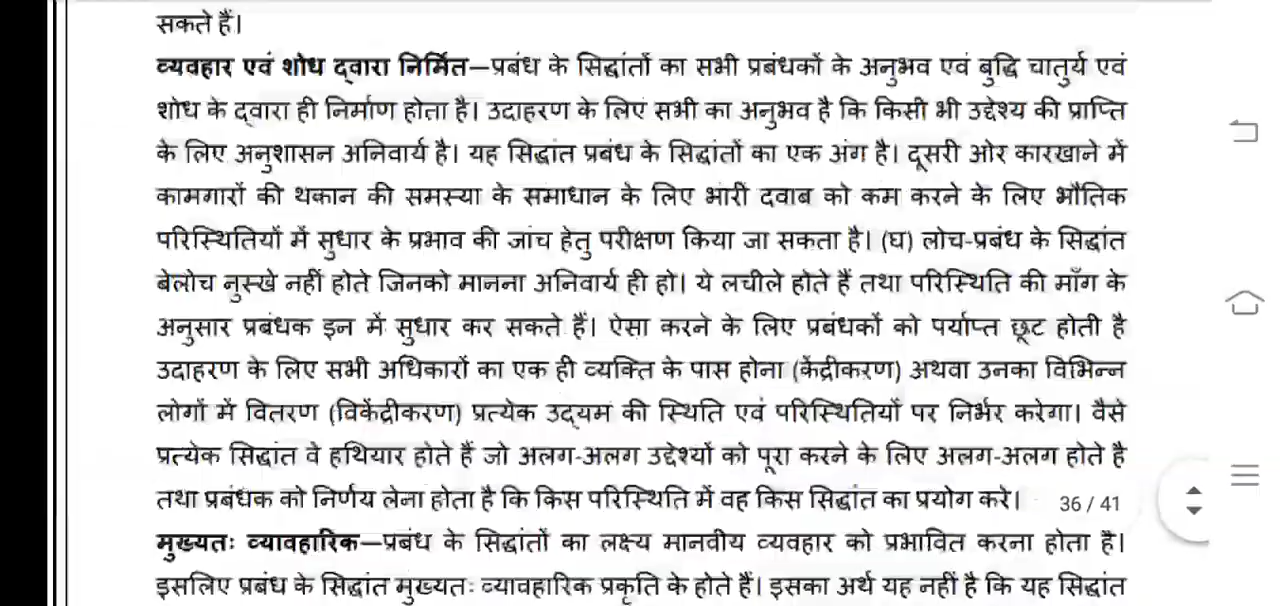 सकते हैं।
व्यवहार एवं शोध द्वारा निर्मित–प्रबंध के सिद्धांतों का सभी प्रबंधकों के अनुभव एवं बुद्धि चातुर्य एवं
शोध के द्वारा ही निर्माण होता है। उदाहरण के लिए सभी का अनुभव है कि किसी भी उद्देश्य की प्राप्ति
के लिए अनुशासन अनिवार्य है। यह सिद्धांत प्रबंध के सिद्धांतों का एक अंग है। दूसरी ओर कारखाने में
कामगारों की थकान की समस्या के समाधान के लिए भारी दवाब को कम करने के लिए भौतिक
परिस्थितियों में सुधार के प्रभाव की जांच हेतु परीक्षण किया जा सकता है। (घ) लोच-प्रबंध के सिद्धांत
बेलोच नुस्खे नहीं होते जिनको मानना अनिवार्य ही हो। ये लचीले होते हैं तथा परिस्थिति की माँग के
अनुसार प्रबंधक इन में सुधार कर सकते हैं। ऐसा करने के लिए प्रबंधकों को पर्याप्त छूट होती है
उदाहरण के लिए सभी अधिकारों का एक ही व्यक्ति के पास होना (केंद्रीकरण) अथवा उनका विभिन्न
लोगों में वितरण (विकेंद्रीकरण) प्रत्येक उद्यम की स्थिति एवं परिस्थितियों पर निर्भर करेगा। वैसे
प्रत्येक सिद्धांत वे हथियार होते हैं जो अलग-अलग उद्देश्यों को पूरा करने के लिए अलग-अलग होते है
तथा प्रबंधक को निर्णय लेना होता है कि किस परिस्थिति में वह किस सिद्धांत का प्रयोग करे। 36 / 41
मुख्यतः व्यावहारिक–प्रबंध के सिद्धांतों का लक्ष्य मानवीय व्यवहार को प्रभावित करना होता है।
इसलिए प्रबंध के सिद्धांत मुख्यतः व्यावहारिक प्रकृति के होते हैं। इसका अर्थ यह नहीं है कि यह सिद्धांत